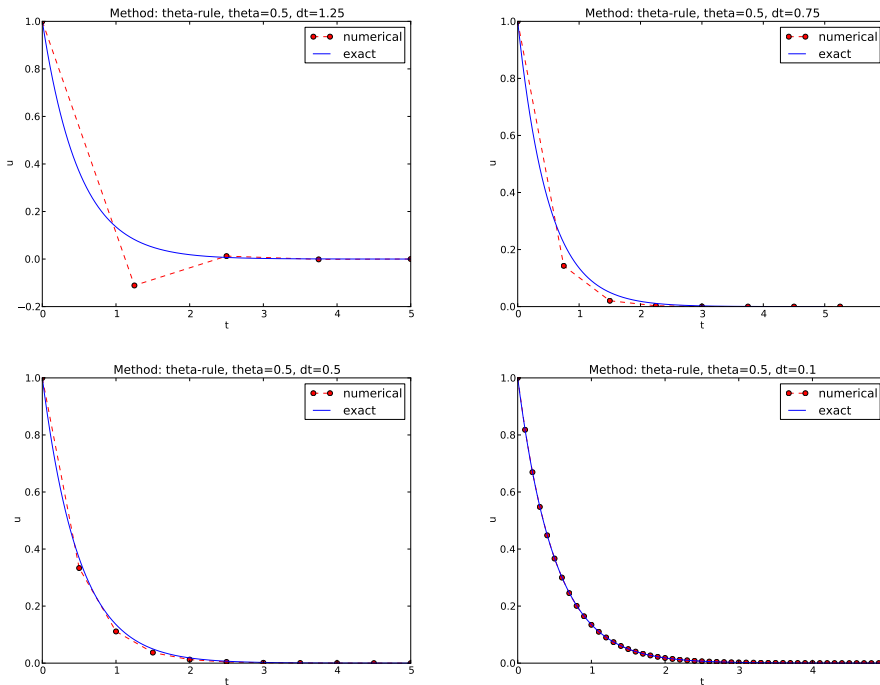 Method: theta-rule, theta=0.5, dt=1.25
numerical
exact
1.0
0.8
0.6
0.4
0.2
0.0
−0.2
u
0 1 2 3 4 5
t
Method: theta-rule, theta=0.5, dt=0.75
numerical
exact
1.0
0.8
0.6
0.4
0.2
0.0
u
0 1 2 3 4 5
t
Method: theta-rule, theta=0.5, dt=0.5
numerical
exact
1.0
0.8
0.6
0.4
0.2
0.0
u
0 1 2 3 4 5
t
Method: theta-rule, theta=0.5, dt=0.1
numerical
exact
1.0
0.8
0.6
0.4
0.2
0.0
u
0 1 2 3 4
t